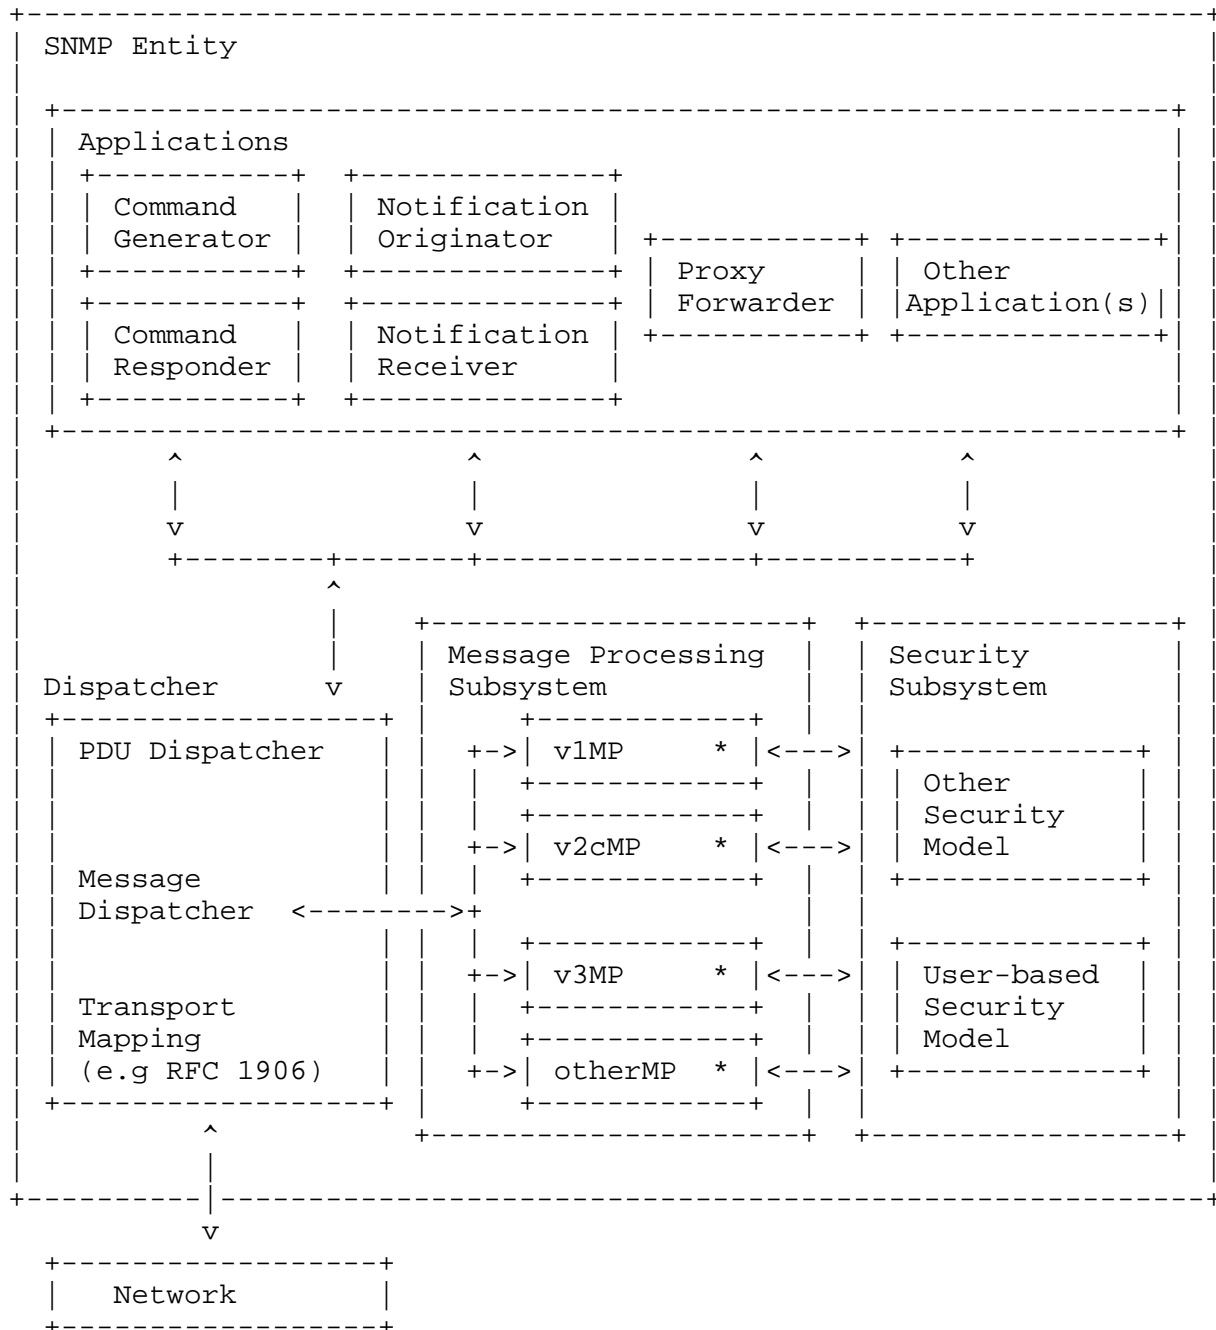 SNMP Entity
Applications
Command Generator
Notification Originator
Proxy Forwarder
Other Application(s)
Command Responder
Notification Receiver
Dispatcher
PDU Dispatcher
Message Dispatcher
Transport Mapping (e.g RFC 1906)
Message Processing Subsystem
v1MP *
v2cMP *
v3MP *
otherMP *
Security Subsystem
Other Security Model
User-based Security Model
Network